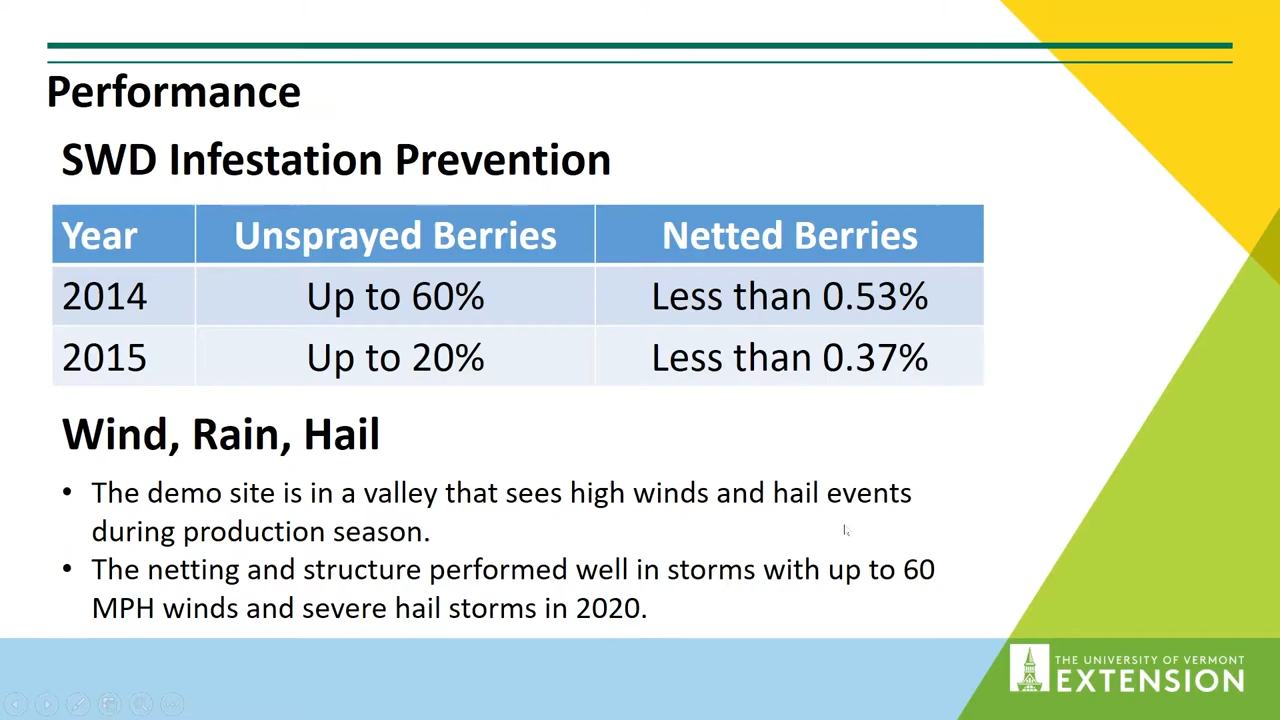 Performance
SWD Infestation Prevention
Year Unsprayed Berries Netted Berries
2014 Up to 60% Less than 0.53%
2015 Up to 20% Less than 0.37%
Wind, Rain, Hail
• The demo site is in a valley that sees high winds and hail events
during production season.
• The netting and structure performed well in storms with up to 60
MPH winds and severe hail storms in 2020.
THE UNIVERSITY OF VERMONT
EXTENSION